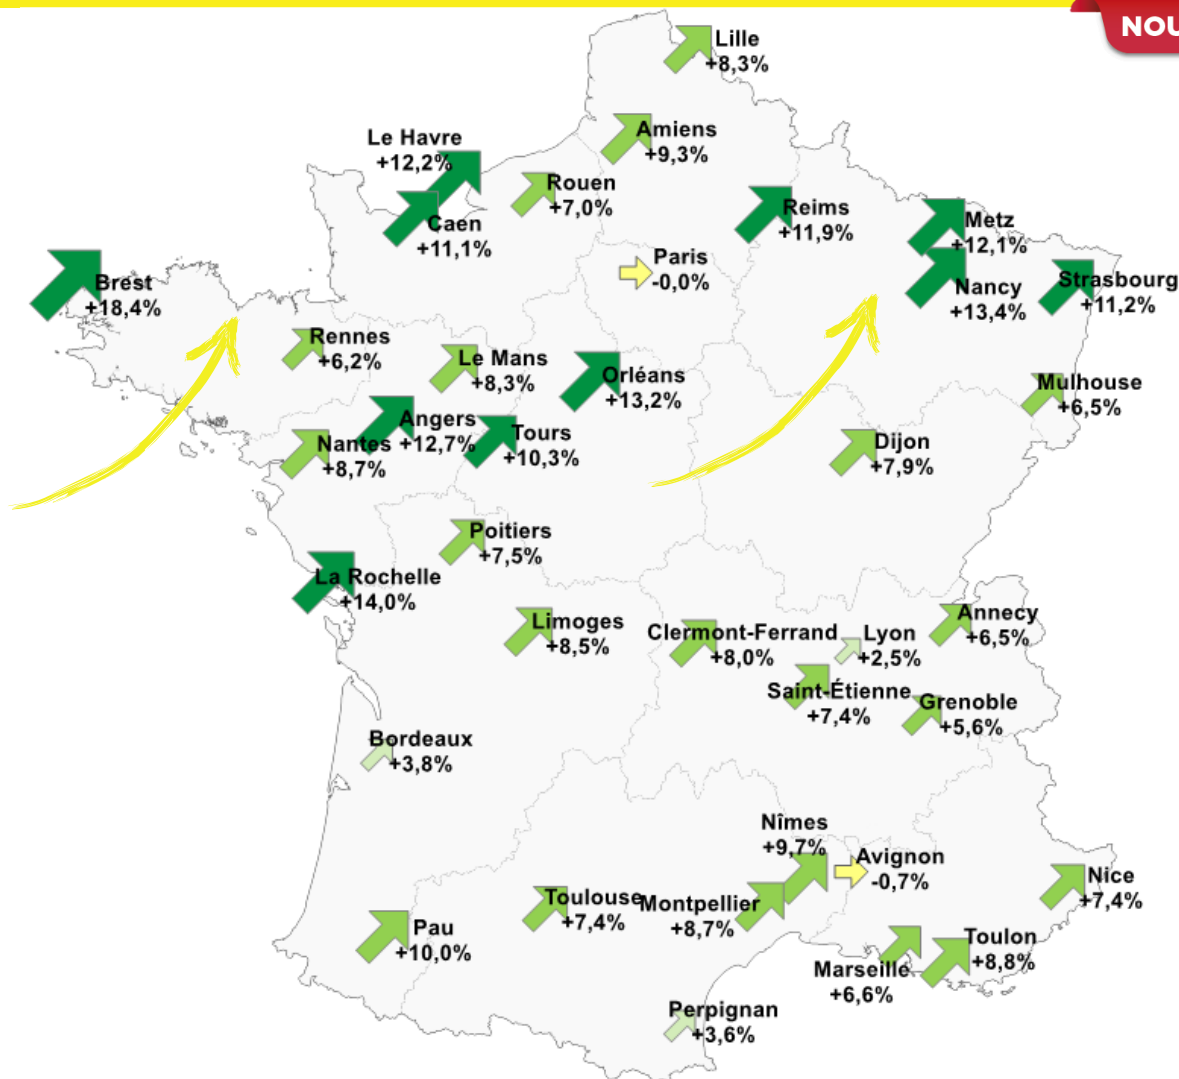 NOU
Lille
+8,3%
Amiens
+9,3%
Le Havre
+12,2%
Rouen
+7,0%
Caen
+11,1%
Reims
+11,9%
Metz
+12,1%
Paris
-0,0%
Brest
+18,4%
Nancy
+13,4%
Strasbourg
+11,2%
Rennes
+6,2%
Le Mans
+8,3%
Orléans
+13,2%
Mulhouse
+6,5%
Angers
+12,7%
Tours
+10,3%
Nantes
+8,7%
Dijon
+7,9%
Poitiers
+7,5%
La Rochelle
+14,0%
Limoges
+8,5%
Clermont-Ferrand
+8,0%
Lyon
+2,5%
Annecy
+6,5%
Saint-Étienne
+7,4%
Grenoble
+5,6%
Bordeaux
+3,8%
Nîmes
+9,7%
Avignon
-0,7%
Nice
+7,4%
Toulouse
+7,4%
Montpellier
+8,7%
Pau
+10,0%
Toulon
+8,8%
Marseille
+6,6%
Perpignan
+3,6%